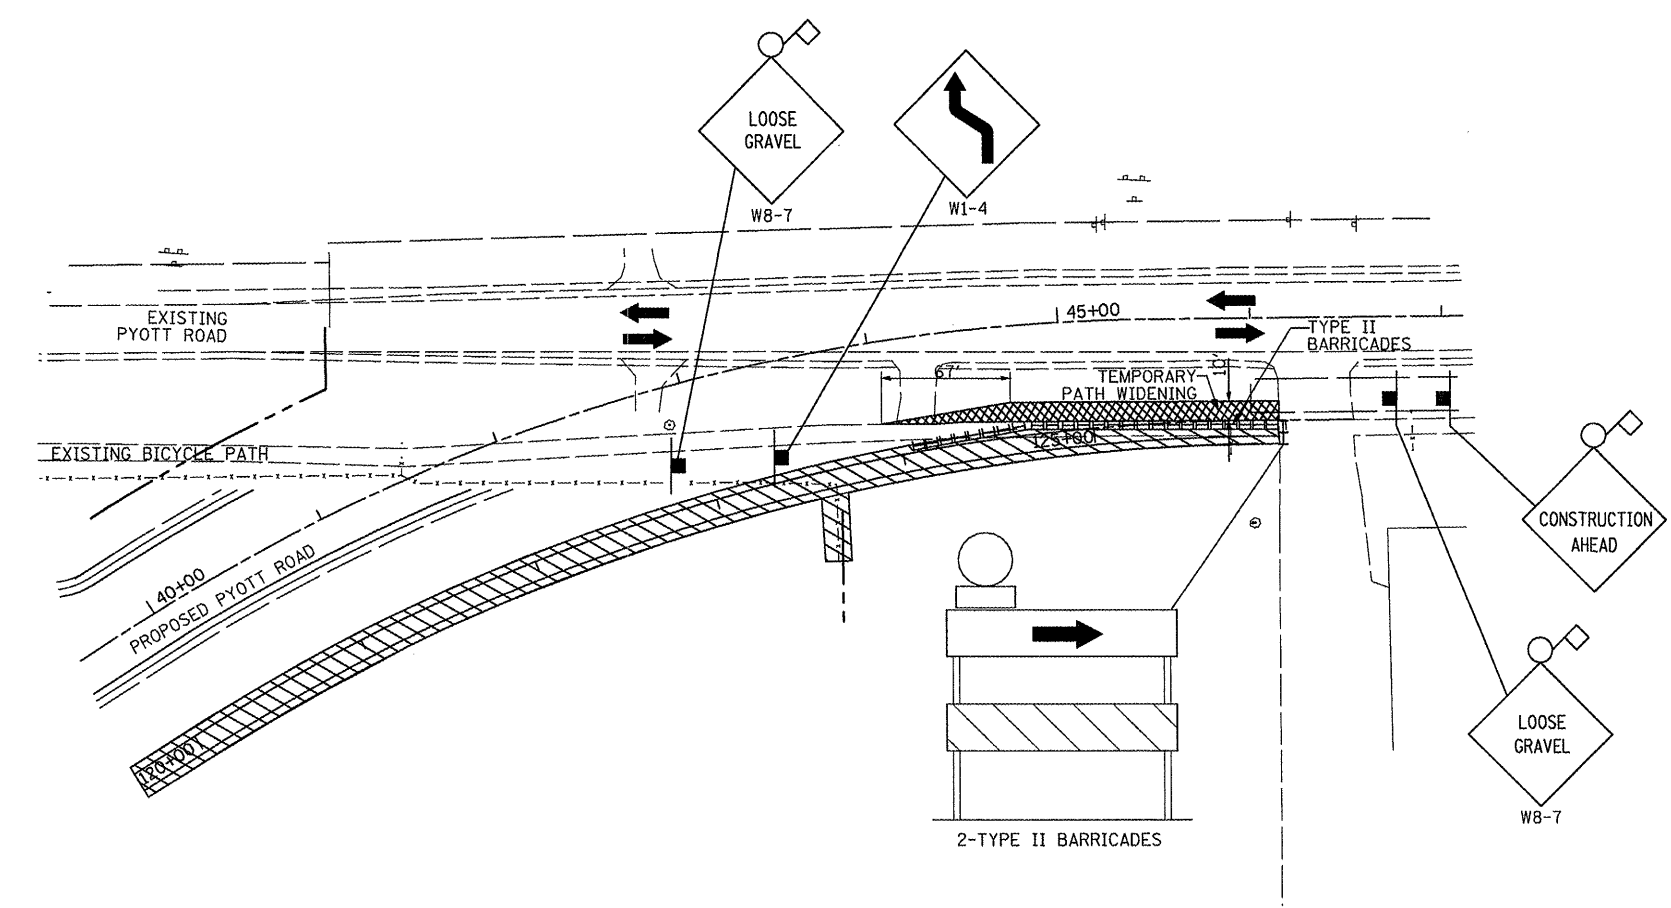 LOOSE
GRAVEL
W8-7
W1-4
EXISTING
PYOTT ROAD
45+00
TYPE II
BARRICADES
67'
10'
TEMPORARY
PATH WIDENING
125+00
EXISTING BICYCLE PATH
CONSTRUCTION
AHEAD
40+00
PROPOSED PYOTT ROAD
120+00
LOOSE
GRAVEL
W8-7
2-TYPE II BARRICADES